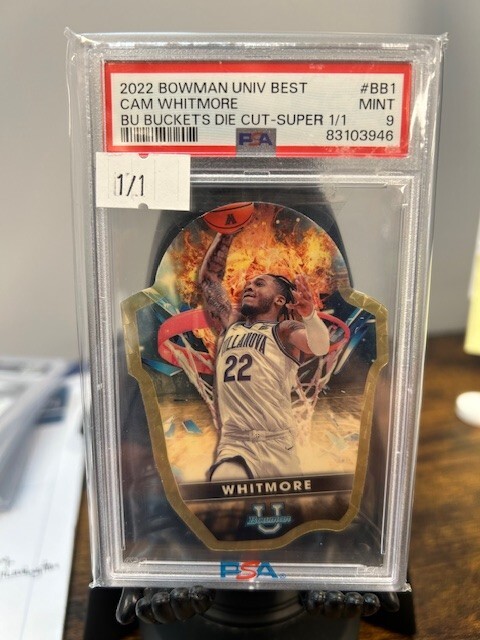 2022 BOWMAN UNIV BEST #BB1
CAM WHITMORE MINT
BU BUCKETS DIE CUT-SUPER 1/1 9
PSA 83103946
1/1
VILLANOVA
22
WHITMORE
U
PSA